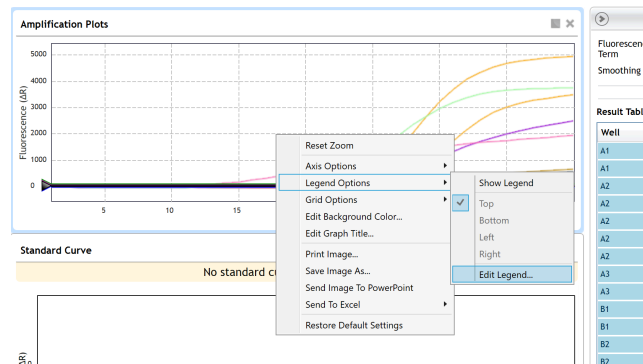 Amplification Plots
Fluorescence (ΔR)
5000
4000
3000
2000
1000
0
5
10
15
Reset Zoom
Axis Options
Legend Options
Grid Options
Edit Background Color...
Edit Graph Title...
Print Image...
Save Image As...
Send Image To PowerPoint
Send To Excel
Restore Default Settings
Show Legend
Top
Bottom
Left
Right
Edit Legend...
Standard Curve
No standard cu
Fluorescen
Term
Smoothing
Result Tabl
Well
A1
A1
A2
A2
A2
A2
A2
A3
A3
B1
B1
B2
B2